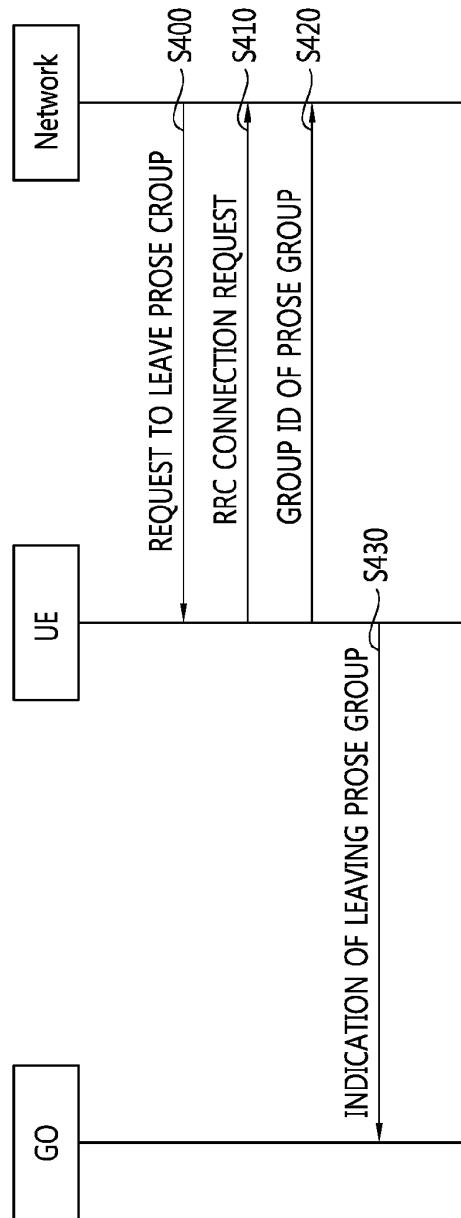 GO
UE
Network
REQUEST TO LEAVE PROSE CROUP
S400
RRC CONNECTION REQUEST
S410
GROUP ID OF PROSE GROUP
S420
INDICATION OF LEAVING PROSE GROUP
S430